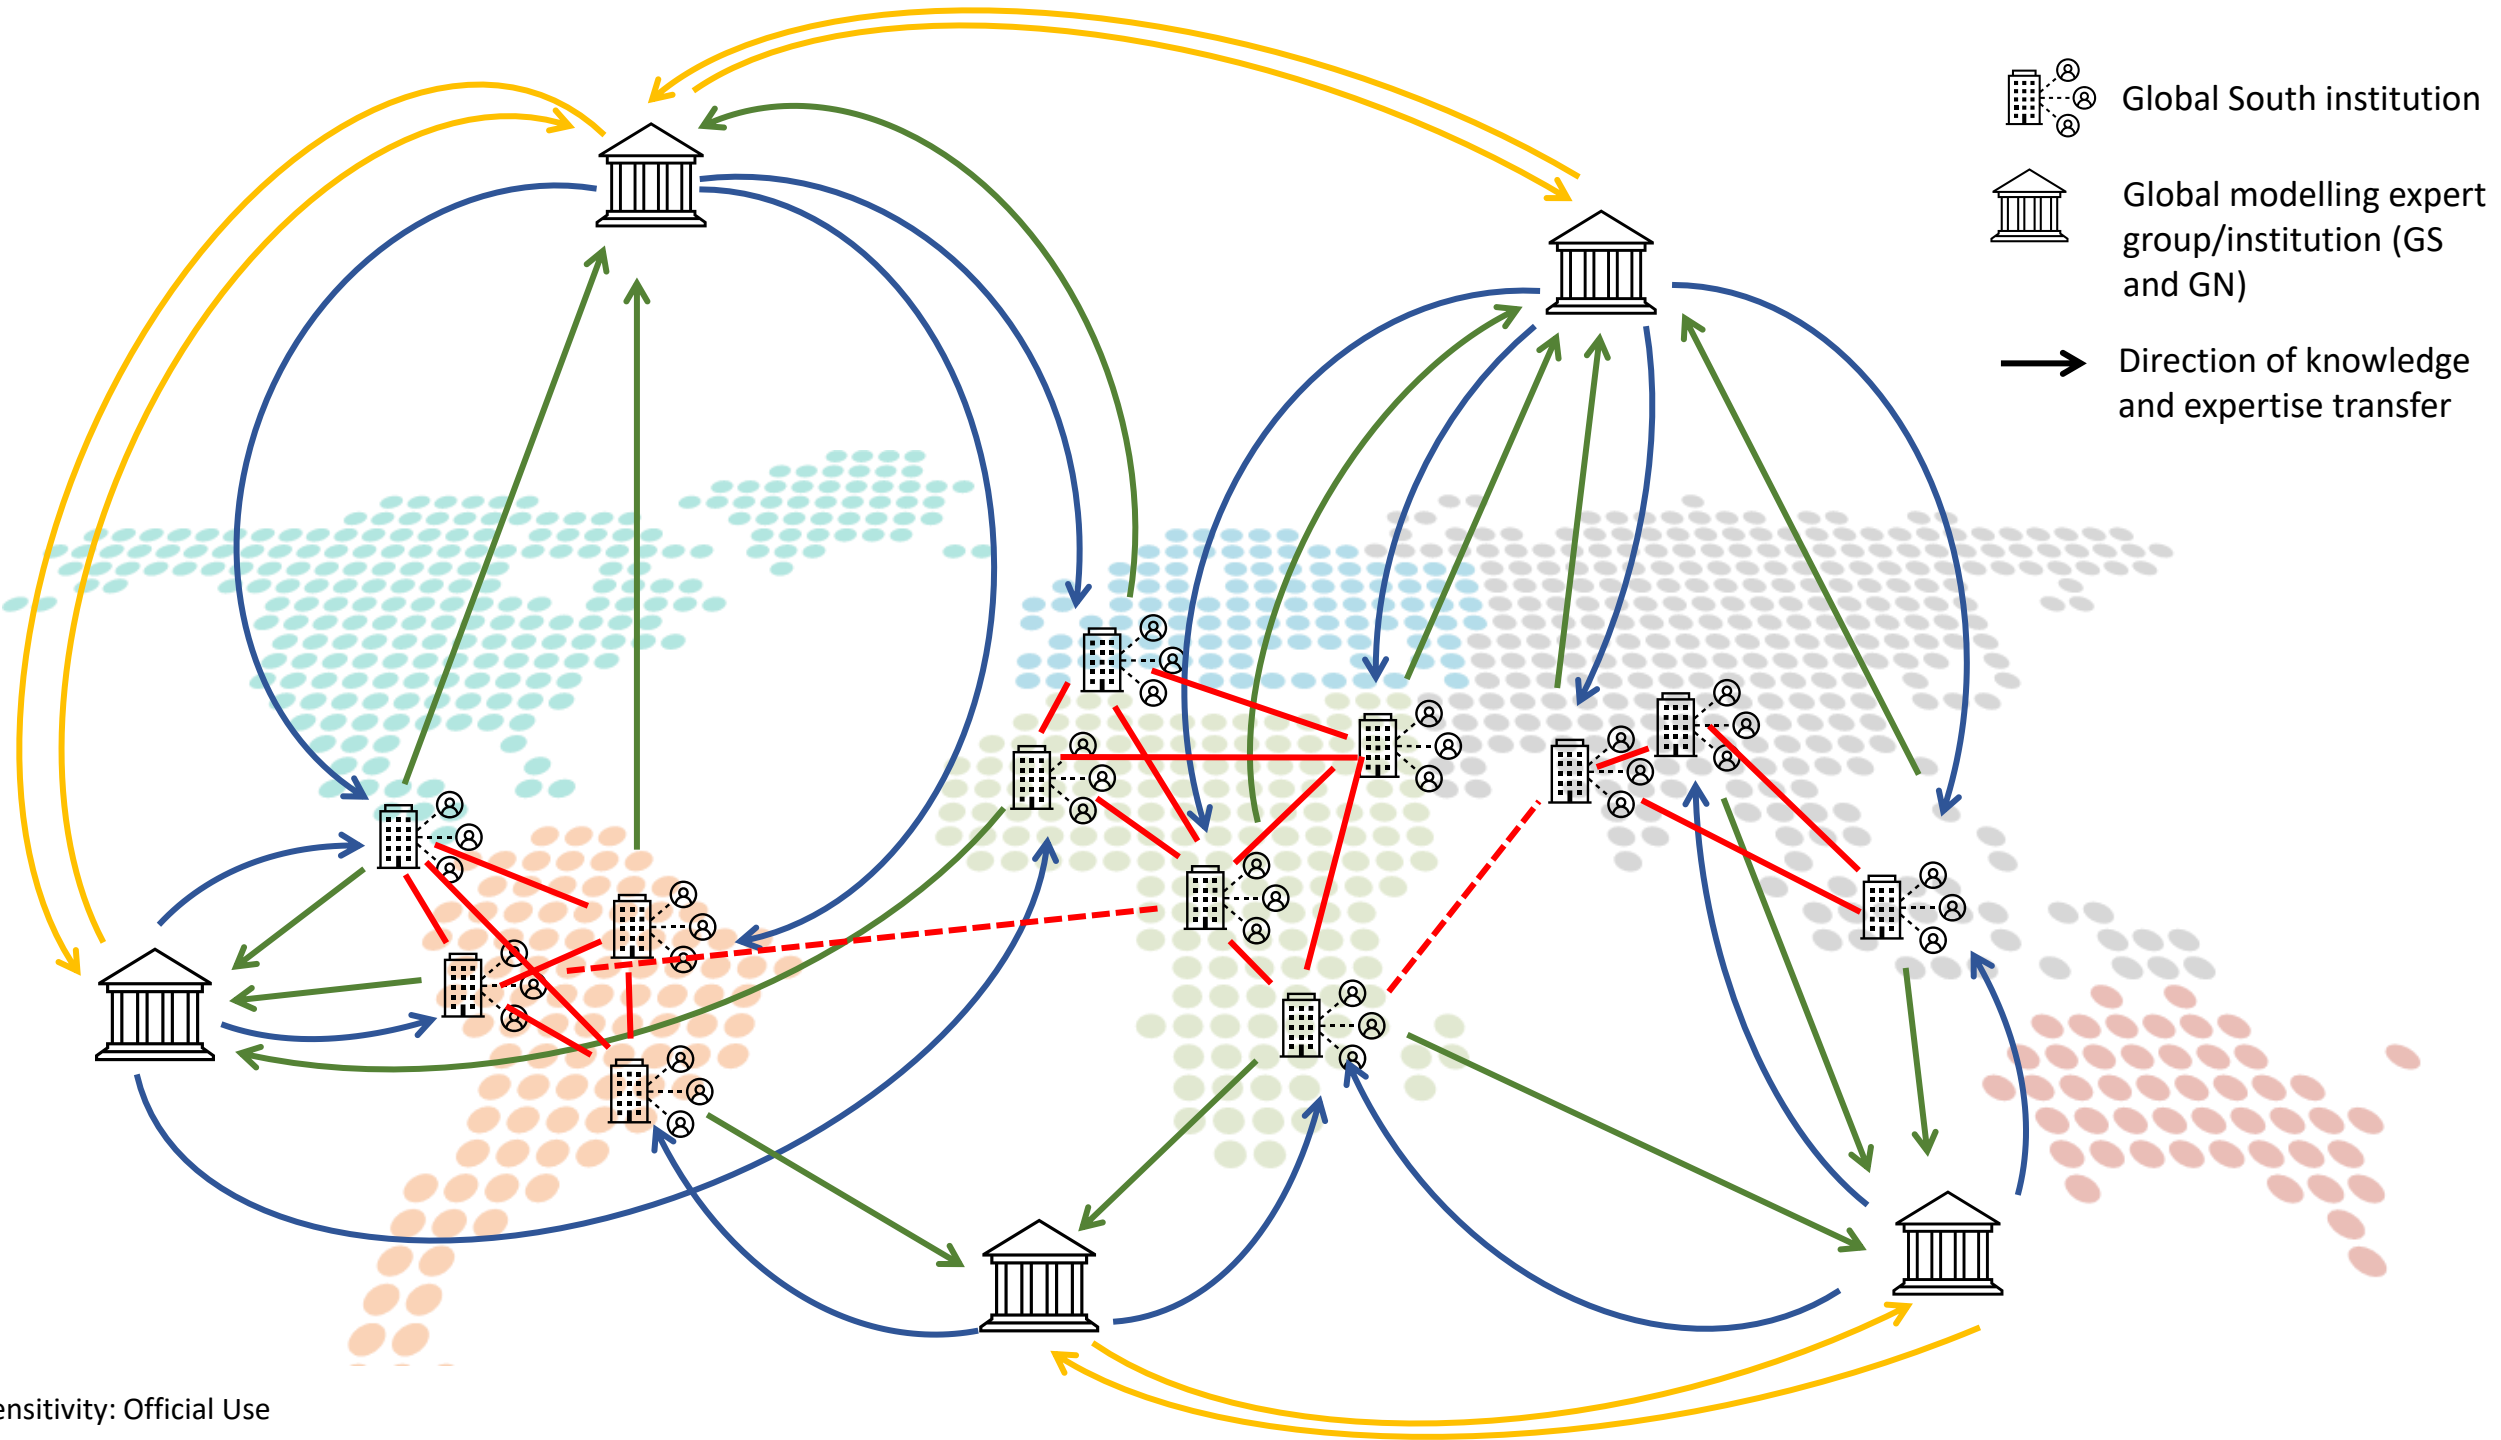 Global South institution
Global modelling expert
group/institution (GS
and GN)
Direction of knowledge
and expertise transfer
ensitivity: Official Use